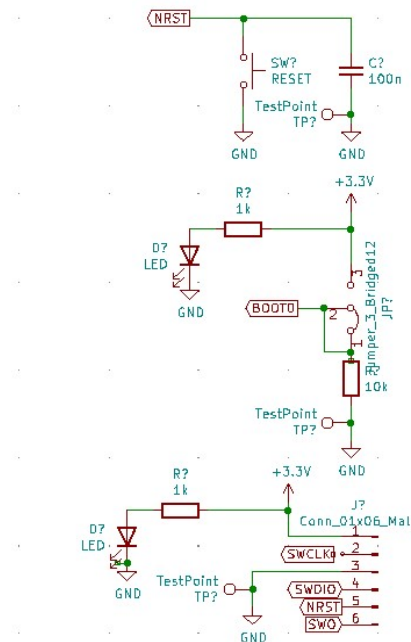 NRST
SW?
RESET
C?
100n
TestPoint
TP?
GND
GND
+3.3V
R?
1k
D?
LED
GND
3
BOOT0
2
Jumper_3_Bridged12
JP?
1
R?
10k
TestPoint
TP?
GND
R?
1k
+3.3V
J?
Conn_01x06_Mal
D?
LED
1
SWCLK
2
3
GND
TestPoint
TP?
SWDIO
4
NRST
5
SWO
6
GND